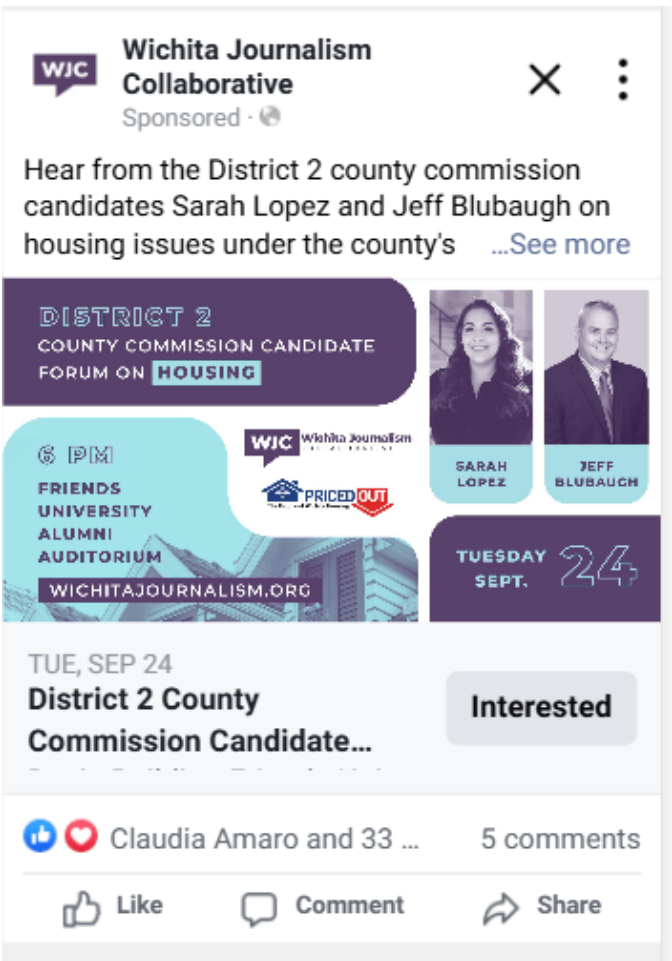 WJC
Wichita Journalism
Collaborative
Sponsored ·
Hear from the District 2 county commission
candidates Sarah Lopez and Jeff Blubaugh on
housing issues under the county's ...See more
DISTRICT 2
COUNTY COMMISSION CANDIDATE
FORUM ON HOUSING
6 PM
FRIENDS
UNIVERSITY
ALUMNI
AUDITORIUM
WICHITAJOURNALISM.ORG
WJC Wichita Journalism
PRICED OUT
SARAH
LOPEZ
JEFF
BLUBAUGH
TUESDAY
SEPT. 24
TUE, SEP 24
District 2 County
Commission Candidate...
Interested
Claudia Amaro and 33 ...
5 comments
Like
Comment
Share